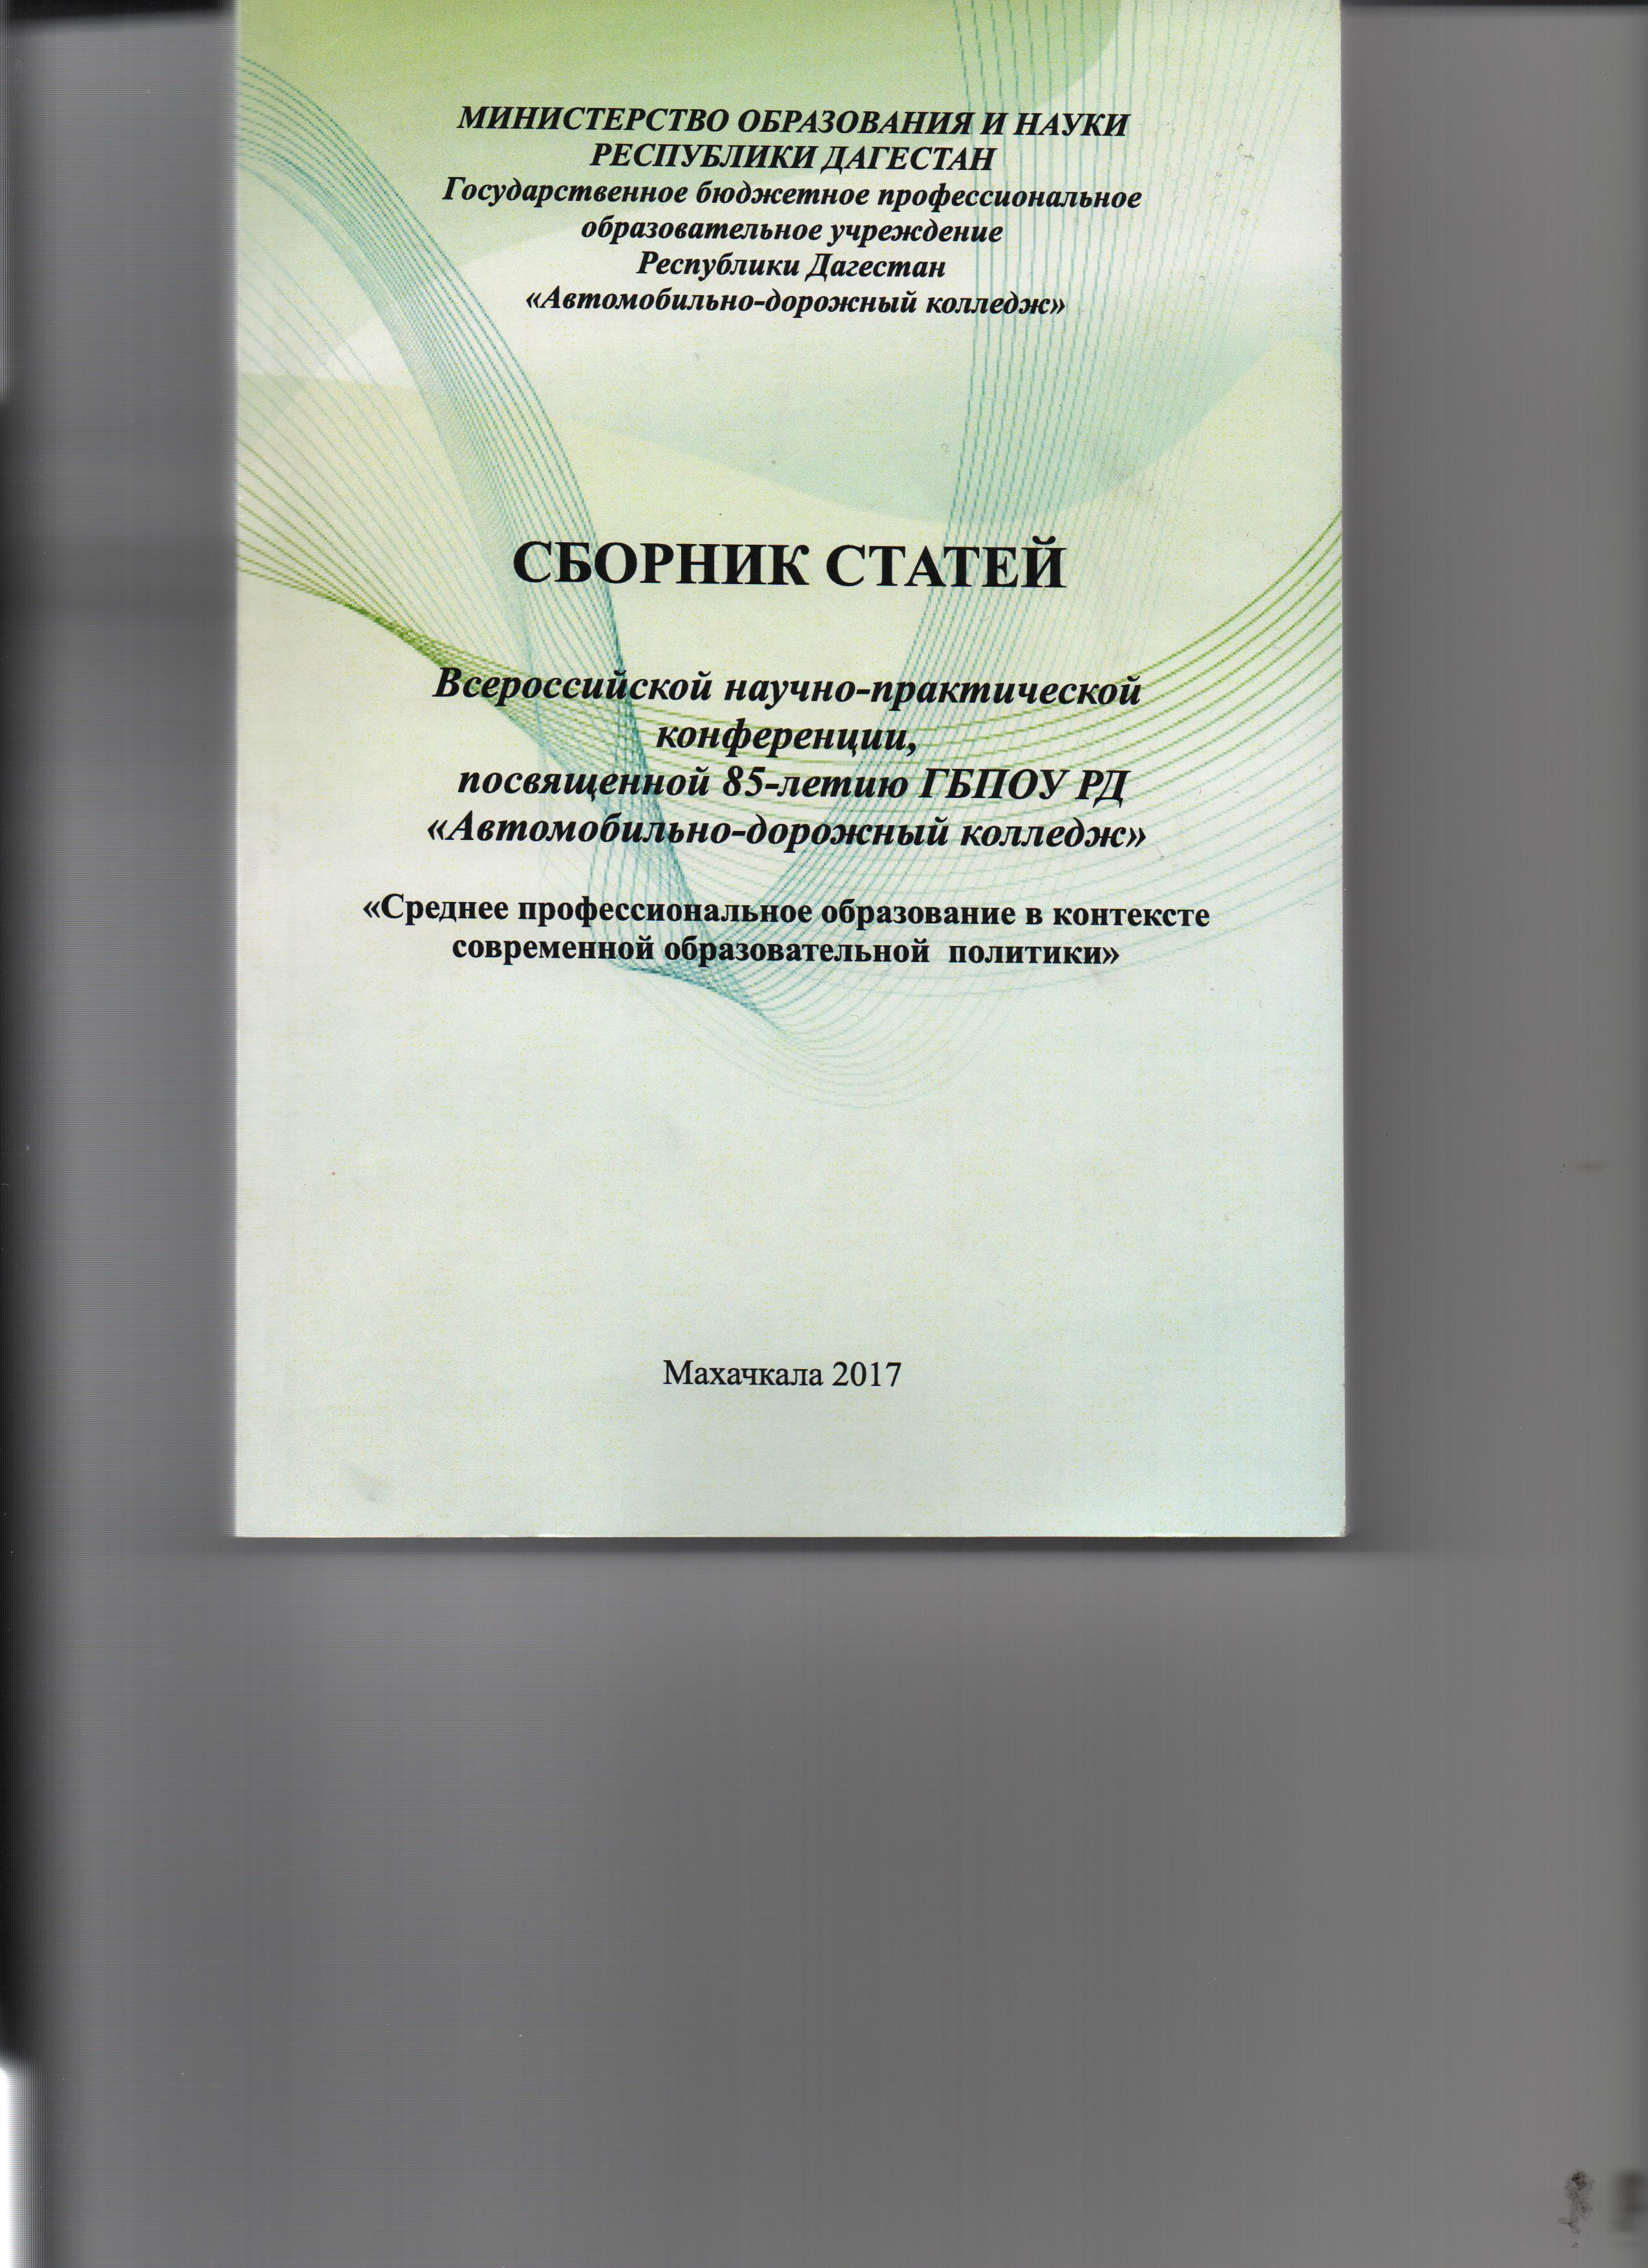 МИНИСТЕРСТВО ОБРАЗОВАНИЯ И НАУКИ
РЕСПУБЛИКИ ДАГЕСТАН
Государственное бюджетное профессиональное
образовательное учреждение
Республики Дагестан
«Автомобильно-дорожный колледж»
СБОРНИК СТАТЕЙ
Всероссийской научно-практической
конференции,
посвященной 85-летию ГБПОУ РД
«Автомобильно-дорожный колледж»
«Среднее профессиональное образование в контексте
современной образовательной политики»
Махачкала 2017